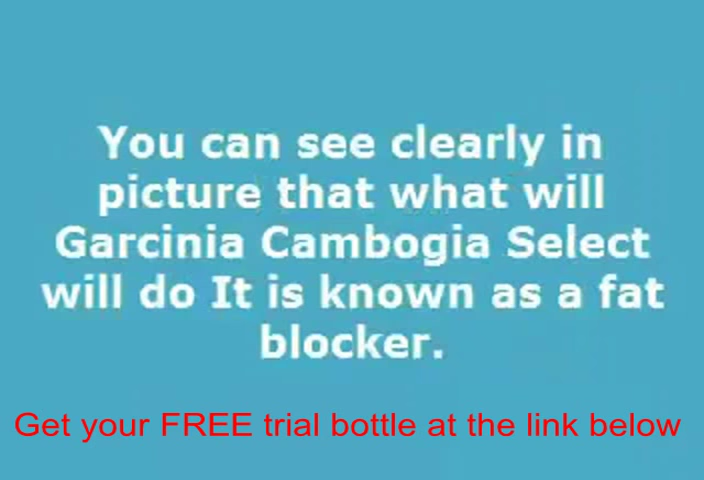 You can see clearly in
picture that what will
Garcinia Cambogia Select
will do It is known as a fat
blocker.
Get your FREE trial bottle at the link below